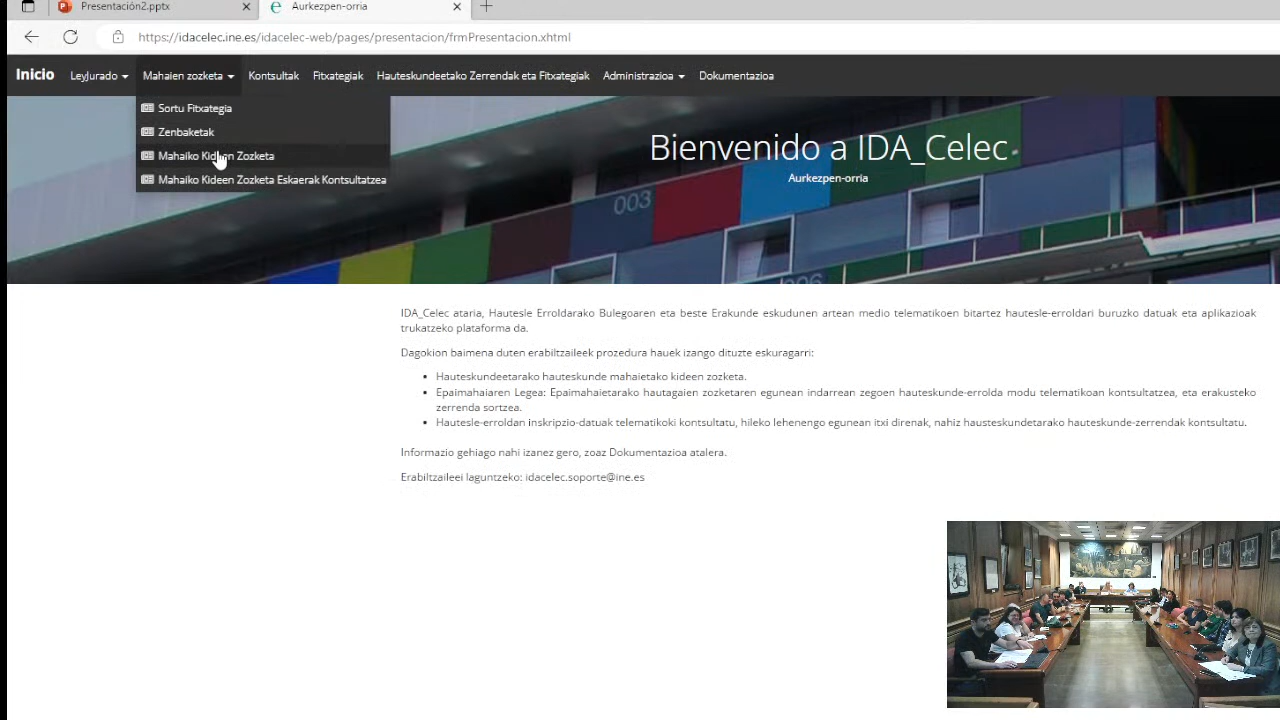 Presentación2.pptx
Aurkezpen-orria
https://idacelec.ine.es/idacelec-web/pages/presentacion/frmPresentacion.xhtml
Inicio LeyJurado Mahaien zozketa Kontsultak Fitxategiak Hauteskundeetako Zerrendak eta Fitxategiak Administrazioa Dokumentazioa
Sortu Fitxategia
Zenbaketak
Mahaiko Kideen Zozketa
Mahaiko Kideen Zozketa Eskaerak Kontsultatzea
Bienvenido a IDA_Celec
Aurkezpen-orria
003
006
IDA_Celec ataria, Hautesle Erroldarako Bulegoaren eta beste Erakunde eskudunen artean medio telematikoen bitartez hautesle-erroldari buruzko datuak eta aplikazioak
trukatzeko plataforma da.
Dagokion baimena duten erabiltzaileek prozedura hauek izango dituzte eskuragarri:
• Hauteskundeetarako hauteskunde mahaietako kideen zozketa.
• Epaimahaiaren Legea: Epaimahaietarako hautagaien zozketaren egunean indarrean zegoen hauteskunde-errolda modu telematikoan kontsultatzea, eta erakusteko
zerrenda sortzea.
• Hautesle-erroldan inskripzio-datuak telematikoki kontsultatu, hileko lehenengo egunean itxi direnak, nahiz hausteskundetarako hauteskunde-zerrendak kontsultatu.
Informazio gehiago nahi izanez gero, zoaz Dokumentazioa atalera.
Erabiltzaileei laguntzeko: idacelec.soporte@ine.es